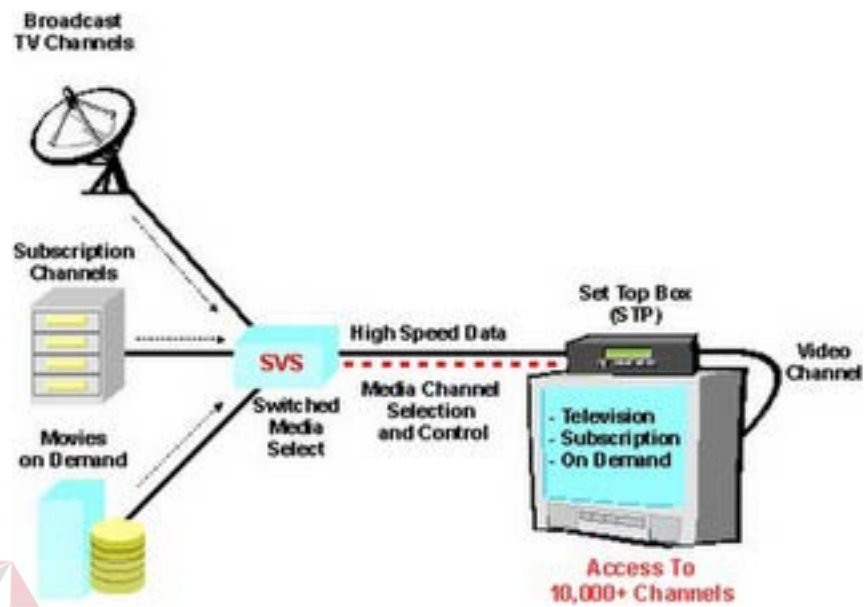 Broadcast
TV Channels
Subscription
Channels
Movies
on Demand
SVS
Switched
Media
Select
High Speed Data
Media Channel
Selection
and Control
Set Top Box
(STP)
Video
Channel
- Television
- Subscription
- On Demand
Access To
10,000+ Channels